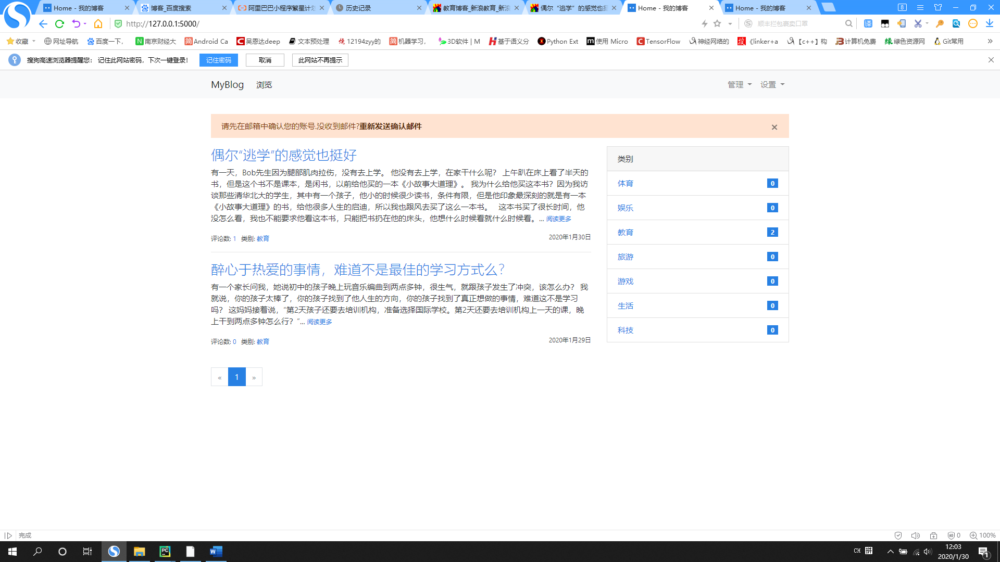 Home - 我的博客
博客_百度搜索
阿里巴巴小程序繁星计划
历史记录
教育博客_新浪教育_新浪
偶尔“逃学”的感觉也挺
Home - 我的博客
Home - 我的博客
8
http://127.0.0.1:5000/
顺丰拦包裹卖口罩
译
收藏
网址导航
百度一下，
南京财经大
Android Ca
吴恩达deep
文本预处理
12194zyy的
机器学习，
3D软件 | M
基于语义分
Python Ext
使用 Micro
TensorFlow
神经网络的
《linker+a
【c++】构
计算机免费
绿色资源网
Git常用
搜狗高速浏览器提醒您： 记住此网站密码，下次一键登录！
记住密码
取消
此网站不再提示
MyBlog
浏览
管理
设置
请先在邮箱中确认您的账号.没收到邮件?重新发送确认邮件
偶尔“逃学”的感觉也挺好
有一天，Bob先生因为腿部肌肉拉伤，没有去上学。 他没有去上学，在家干什么呢？ 上午趴在床上看了半天的
书，但是这个书不是课本，是闲书，以前给他买的一本《小故事大道理》。 我为什么给他买这本书？因为我访
谈那些清华北大的学生，其中有一个孩子，他小的时候很少读书，条件有限，但是他印象最深刻的就是有一本
《小故事大道理》的书，给他很多人生的启迪，所以我也跟风去买了这么一本书。 这本书买了很长时间，他
没怎么看，我也不能要求他看这本书，只能把书扔在他的床头，他想什么时候看就什么时候看。... 阅读更多
评论数: 1 类别: 教育
2020年1月30日
醉心于热爱的事情，难道不是最佳的学习方式么？
有一个家长问我，她说初中的孩子晚上玩音乐编曲到两点多钟，很生气，就跟孩子发生了冲突，该怎么办？ 我
就说，你的孩子太棒了，你的孩子找到了他人生的方向，你的孩子找到了真正想做的事情，难道这不是学习
吗？ 这妈妈接着说，“第2天孩子还要去培训机构，准备选择国际学校。第2天还要去培训机构上一天的课，晚
上干到两点多钟怎么行？”... 阅读更多
评论数: 0 类别: 教育
2020年1月29日
« 1 »
类别
体育 0
娱乐 0
教育 2
旅游 0
游戏 0
生活 0
科技 0
完成
0
100%
CH 拼
12:03
2020/1/30
1